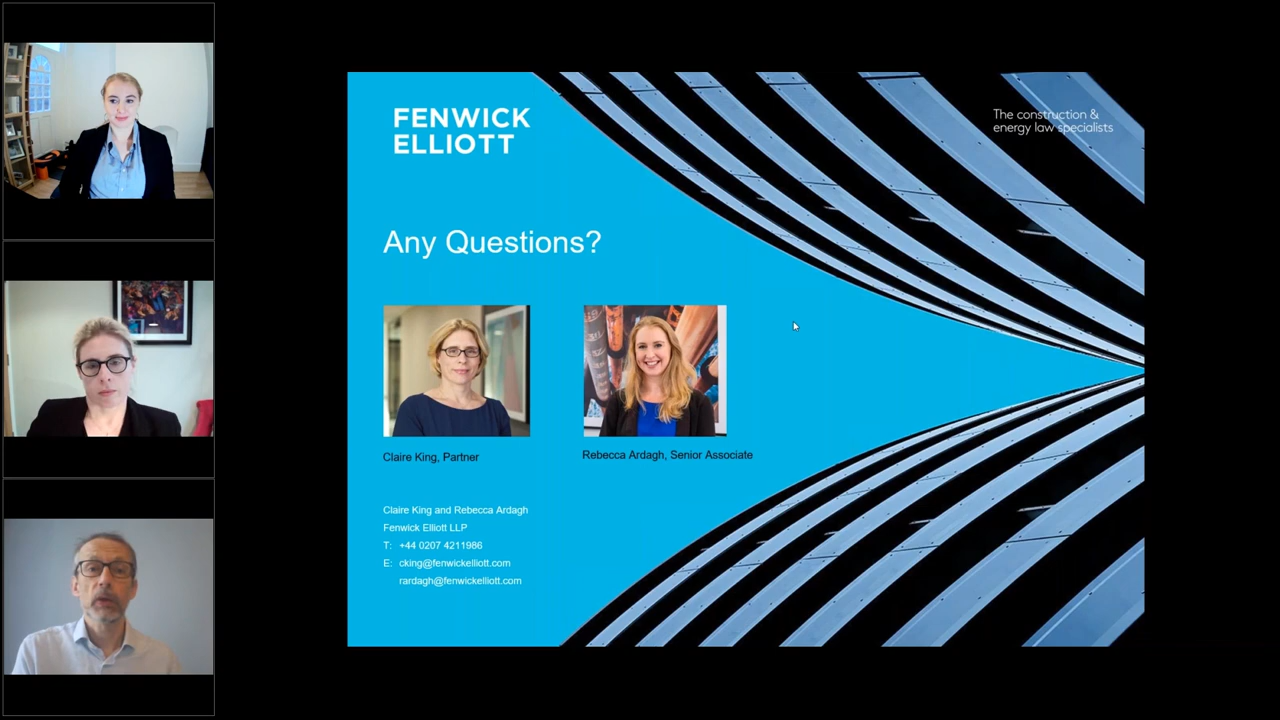 FENWICK
ELLIOTT
The construction &
energy law specialists
Any Questions?
Claire King, Partner
Rebecca Ardagh, Senior Associate
Claire King and Rebecca Ardagh
Fenwick Elliott LLP
T: +44 0207 4211986
E: cking@fenwickelliott.com
rardagh@fenwickelliott.com